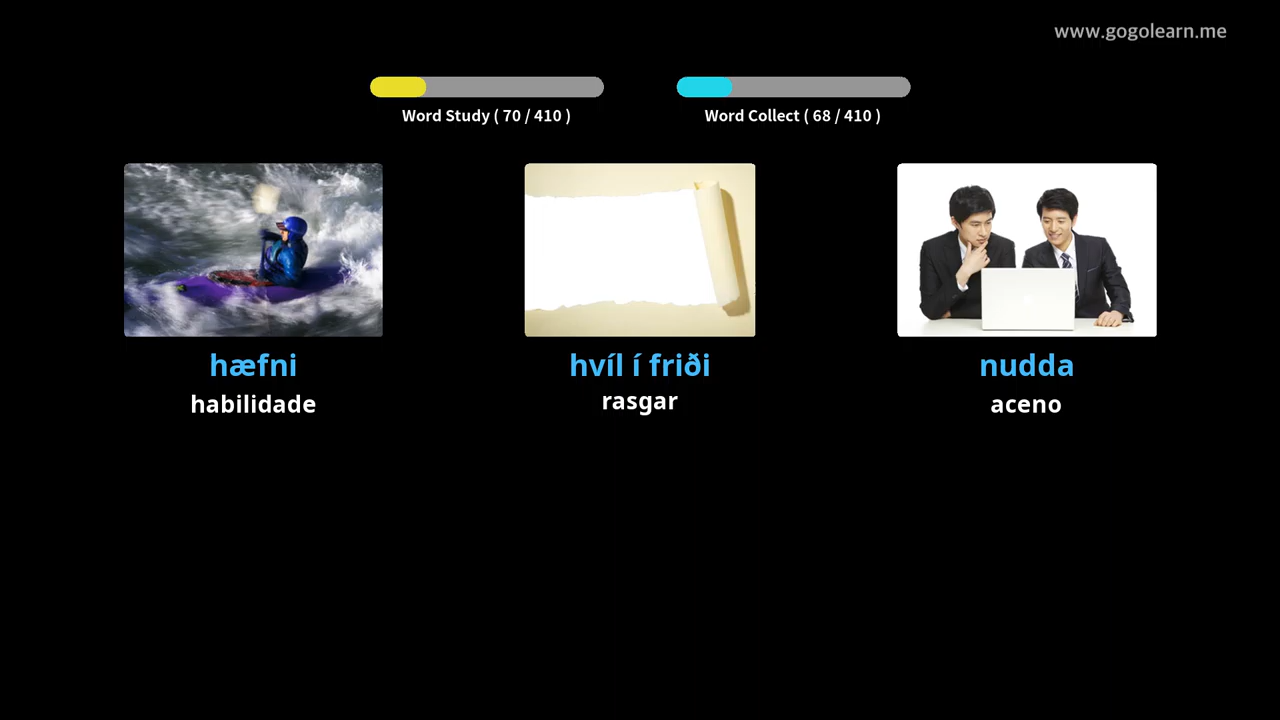 www.gogolearn.me
Word Study ( 70 / 410 )
Word Collect ( 68 / 410 )
hæfni
habilidade
hvíl í friði
rasgar
nudda
aceno